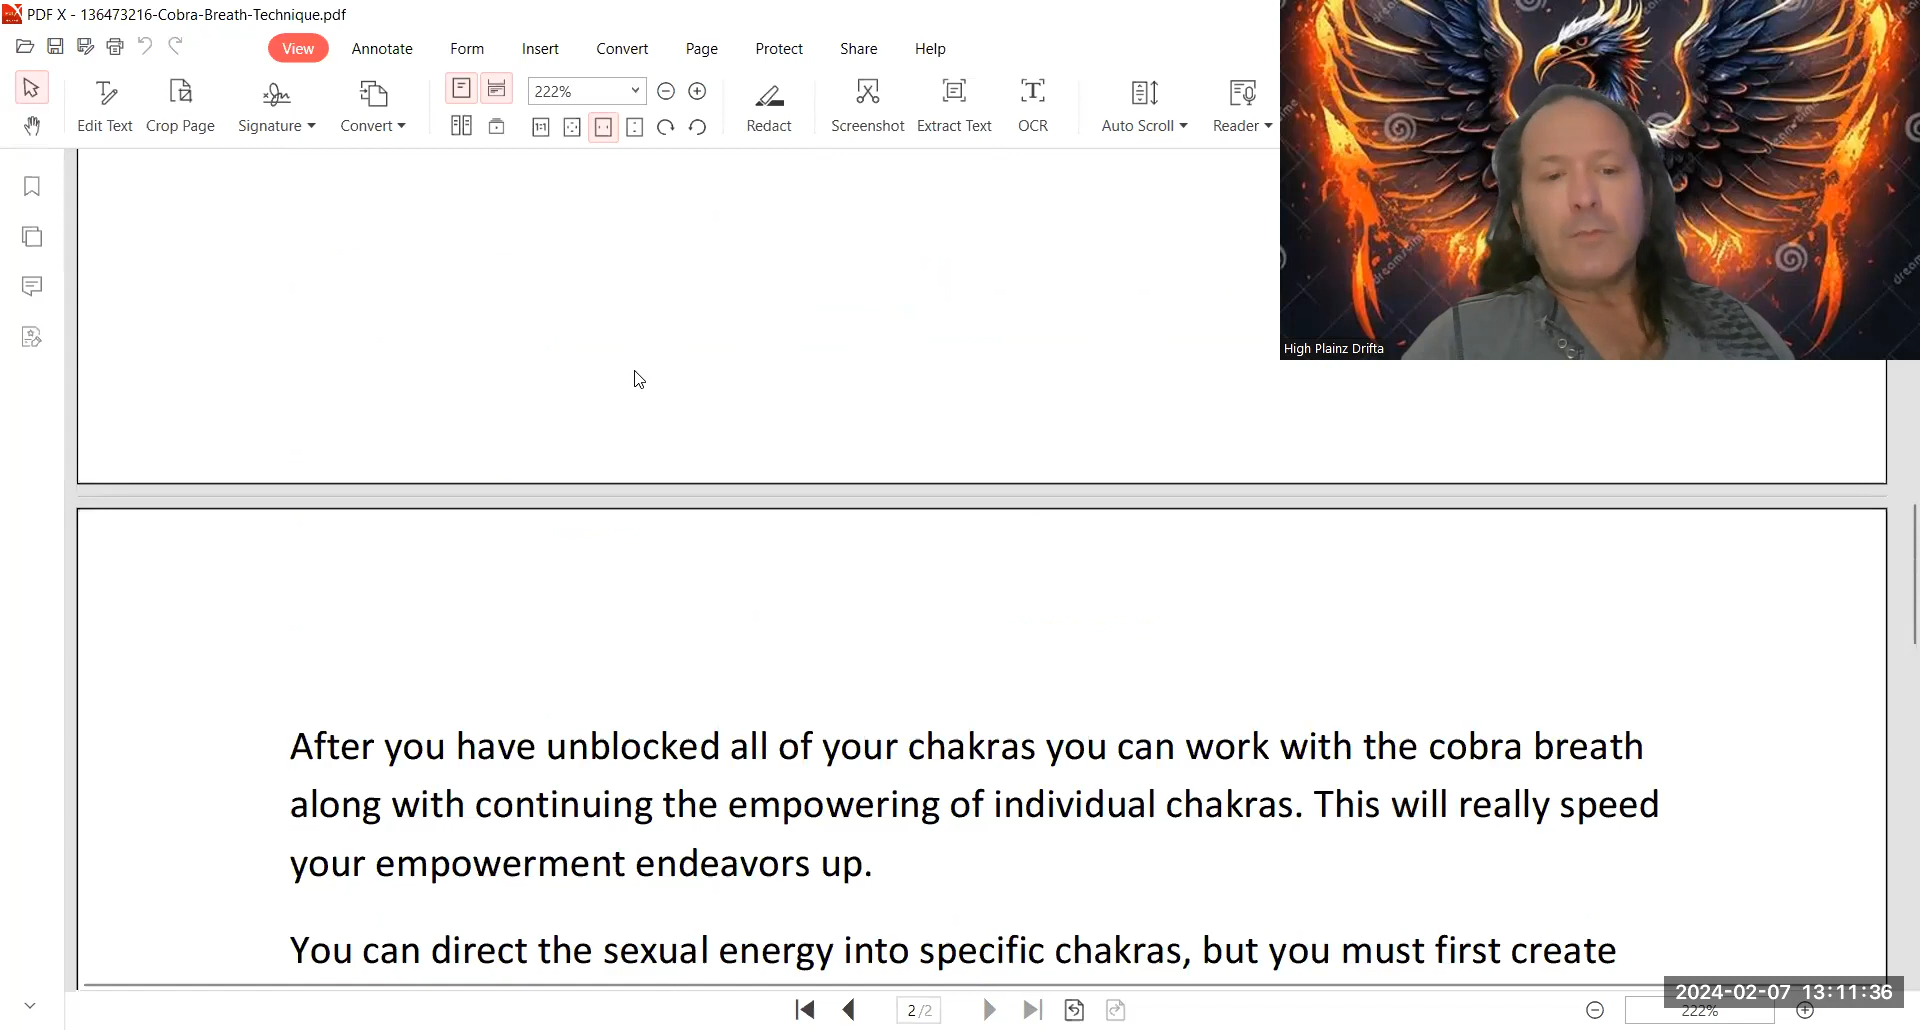 PDF X - 136473216-Cobra-Breath-Technique.pdf
View Annotate Form Insert Convert Page Protect Share Help
222%
Edit Text Crop Page Signature Convert Redact Screenshot Extract Text OCR Auto Scroll Reader
High Plainz Drifta
After you have unblocked all of your chakras you can work with the cobra breath
along with continuing the empowering of individual chakras. This will really speed
your empowerment endeavors up.
You can direct the sexual energy into specific chakras, but you must first create
2024-02-07 13:11:36
2 /2
222%